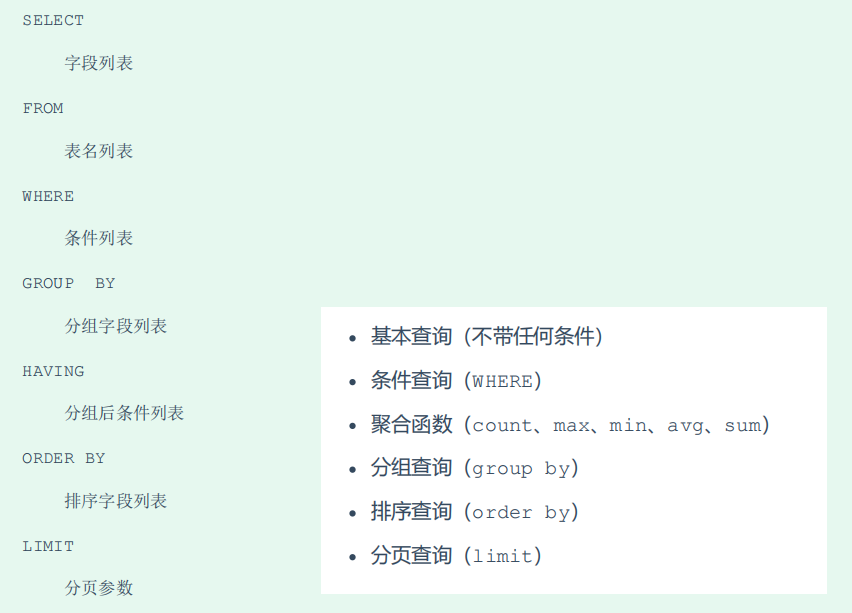 SELECT
字段列表
FROM
表名列表
WHERE
条件列表
GROUP  BY
分组字段列表
HAVING
分组后条件列表
ORDER BY
排序字段列表
LIMIT
分页参数
• 基本查询（不带任何条件）
• 条件查询（WHERE）
• 聚合函数（count、max、min、avg、sum）
• 分组查询（group by）
• 排序查询（order by）
• 分页查询（limit）